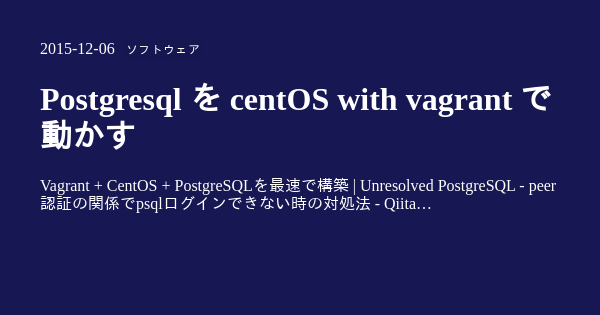 2015-12-06 ソフトウェア
Postgresql を centOS with vagrant で
動かす
Vagrant + CentOS + PostgreSQLを最速で構築 | Unresolved PostgreSQL - peer
認証の関係でpsqlログインできない時の対処法 - Qiita…